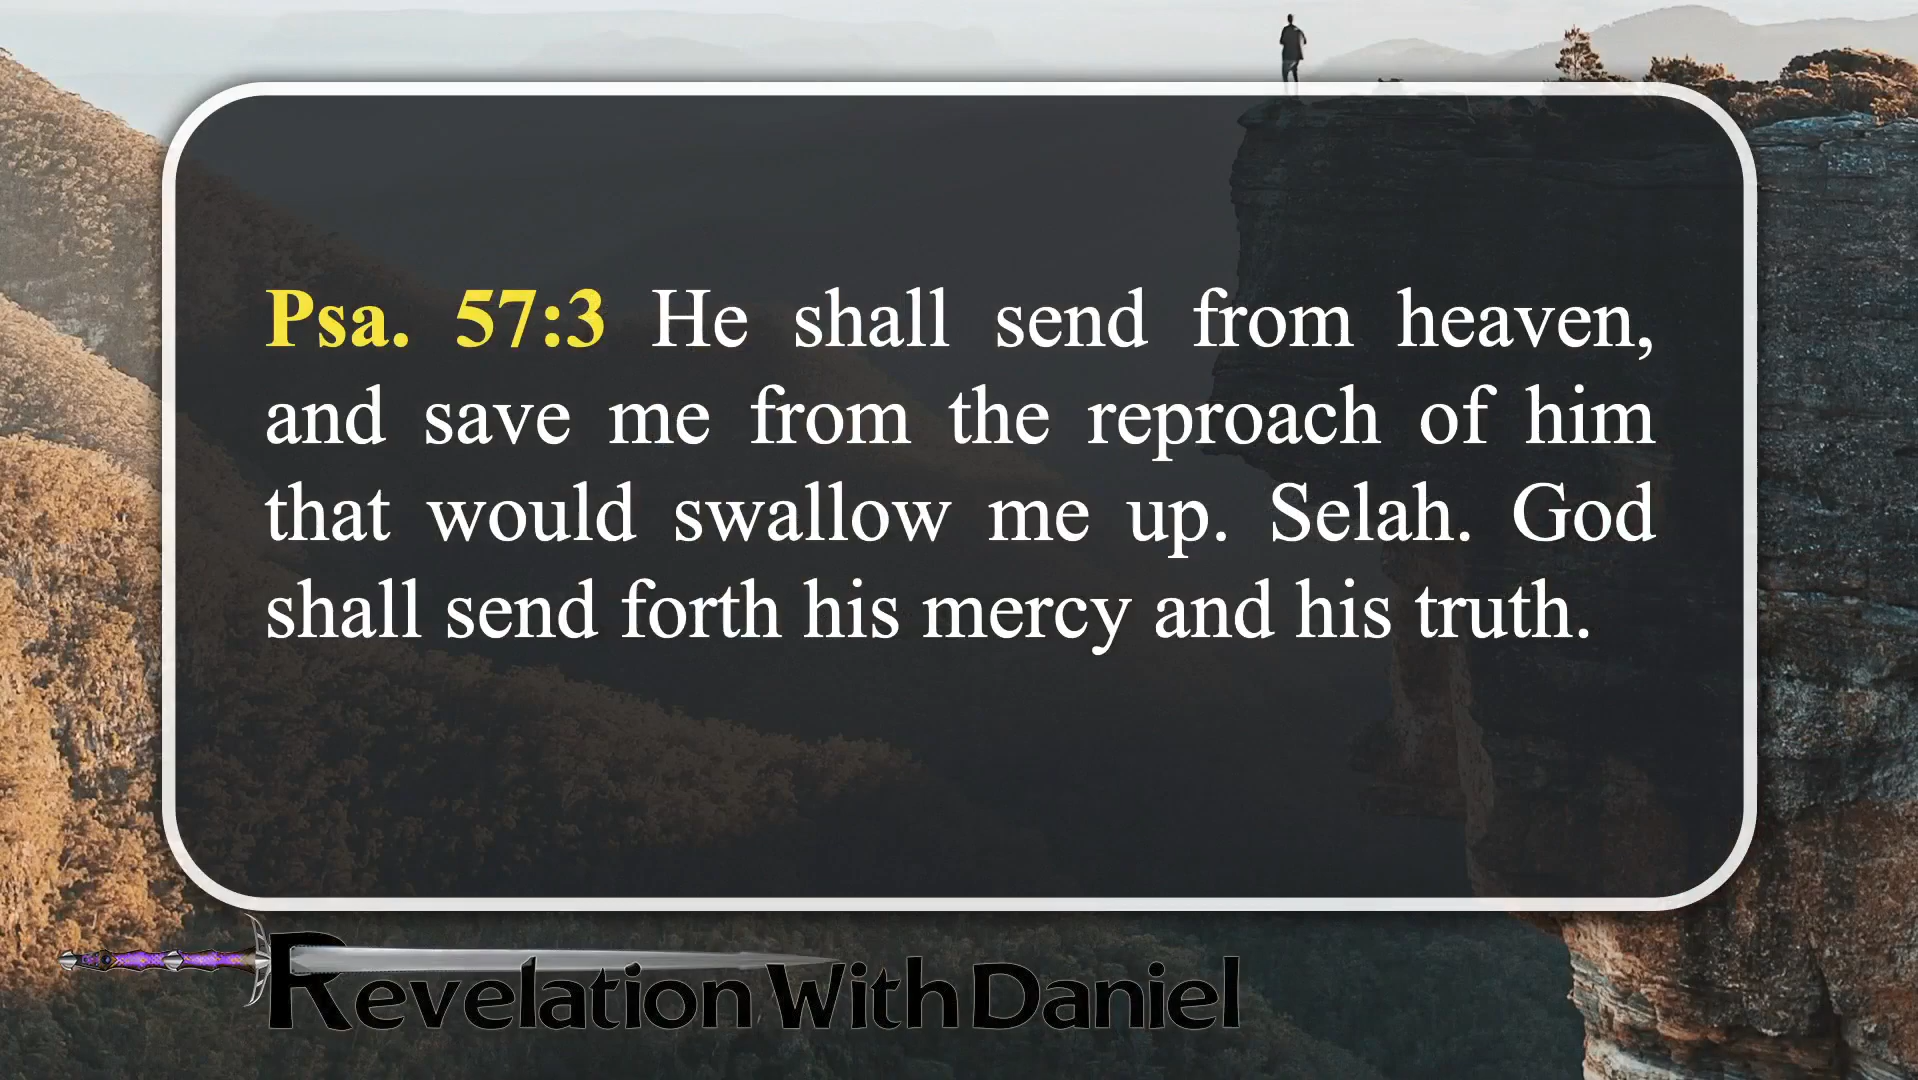 Psa. 57:3 He shall send from heaven,
and save me from the reproach of him
that would swallow me up. Selah. God
shall send forth his mercy and his truth.
Revelation With Daniel